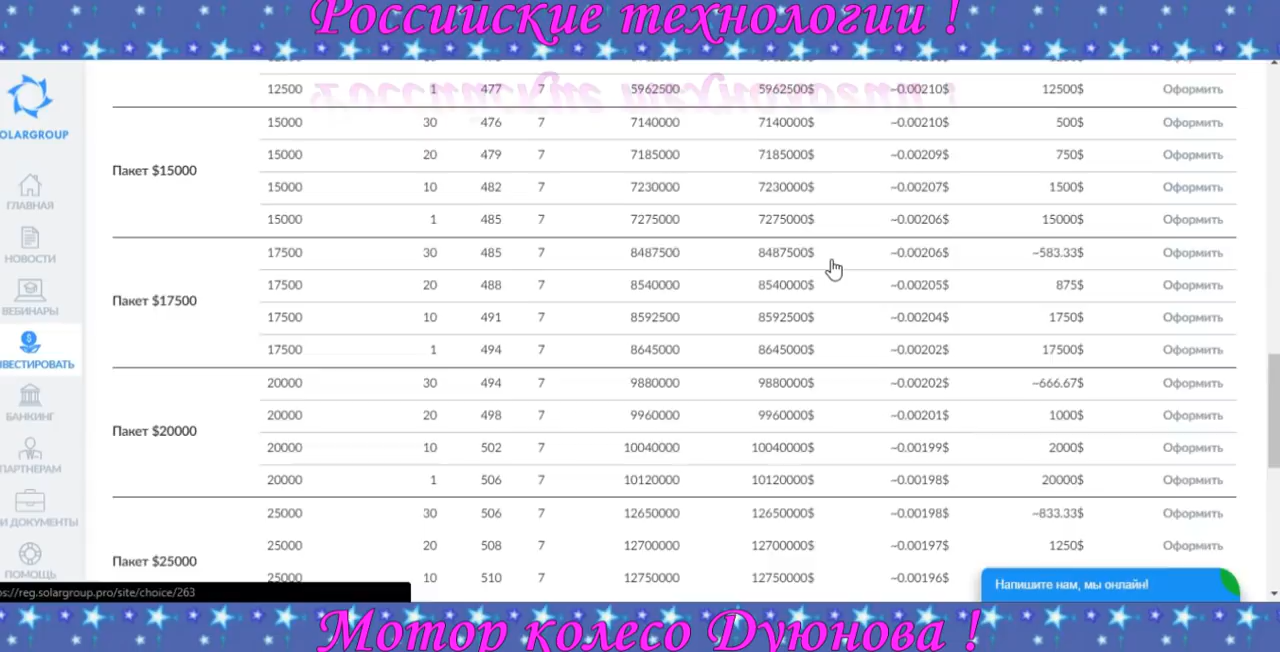 Российские технологии !
12500 1 477 7 5962500 5962500$ ~0.00210$ 12500$ Оформить
15000 30 476 7 7140000 7140000$ ~0.00210$ 500$ Оформить
15000 20 479 7 7185000 7185000$ ~0.00209$ 750$ Оформить
Пакет $15000
15000 10 482 7 7230000 7230000$ ~0.00207$ 1500$ Оформить
15000 1 485 7 7275000 7275000$ ~0.00206$ 15000$ Оформить
17500 30 485 7 8487500 8487500$ ~0.00206$ ~583.33$ Оформить
17500 20 488 7 8540000 8540000$ ~0.00205$ 875$ Оформить
Пакет $17500
17500 10 491 7 8592500 8592500$ ~0.00204$ 1750$ Оформить
17500 1 494 7 8645000 8645000$ ~0.00202$ 17500$ Оформить
20000 30 494 7 9880000 9880000$ ~0.00202$ ~666.67$ Оформить
20000 20 498 7 9960000 9960000$ ~0.00201$ 1000$ Оформить
Пакет $20000
20000 10 502 7 10040000 10040000$ ~0.00199$ 2000$ Оформить
20000 1 506 7 10120000 10120000$ ~0.00198$ 20000$ Оформить
25000 30 506 7 12650000 12650000$ ~0.00198$ ~833.33$ Оформить
25000 20 508 7 12700000 12700000$ ~0.00197$ 1250$ Оформить
Пакет $25000
25000 10 510 7 12750000 12750000$ ~0.00196$
OLARGROUP
ГЛАВНАЯ
НОВОСТИ
ВЕБИНАРЫ
НВЕСТИРОВАТЬ
БАНКИНГ
ПАРТНЕРАМ
И ДОКУМЕНТЫ
ПОМОЩЬ
Напишите нам, мы онлайн!
ps://reg.solargroup.pro/site/choice/263
Мотор колесо Дуюнова !